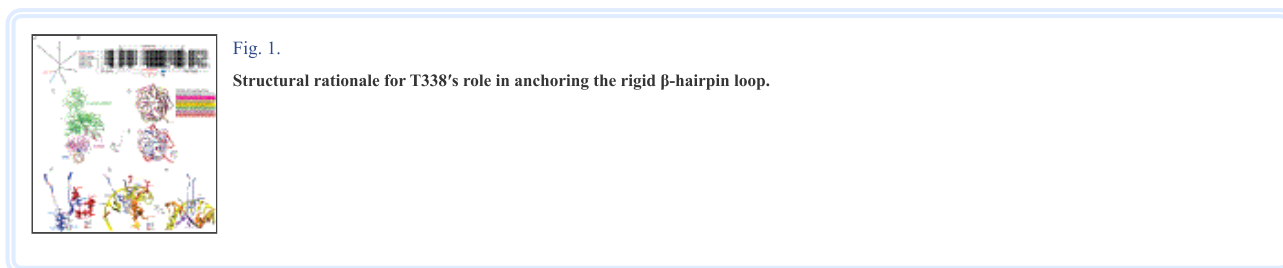 Fig. 1.
Structural rationale for T338′s role in anchoring the rigid β-hairpin loop.